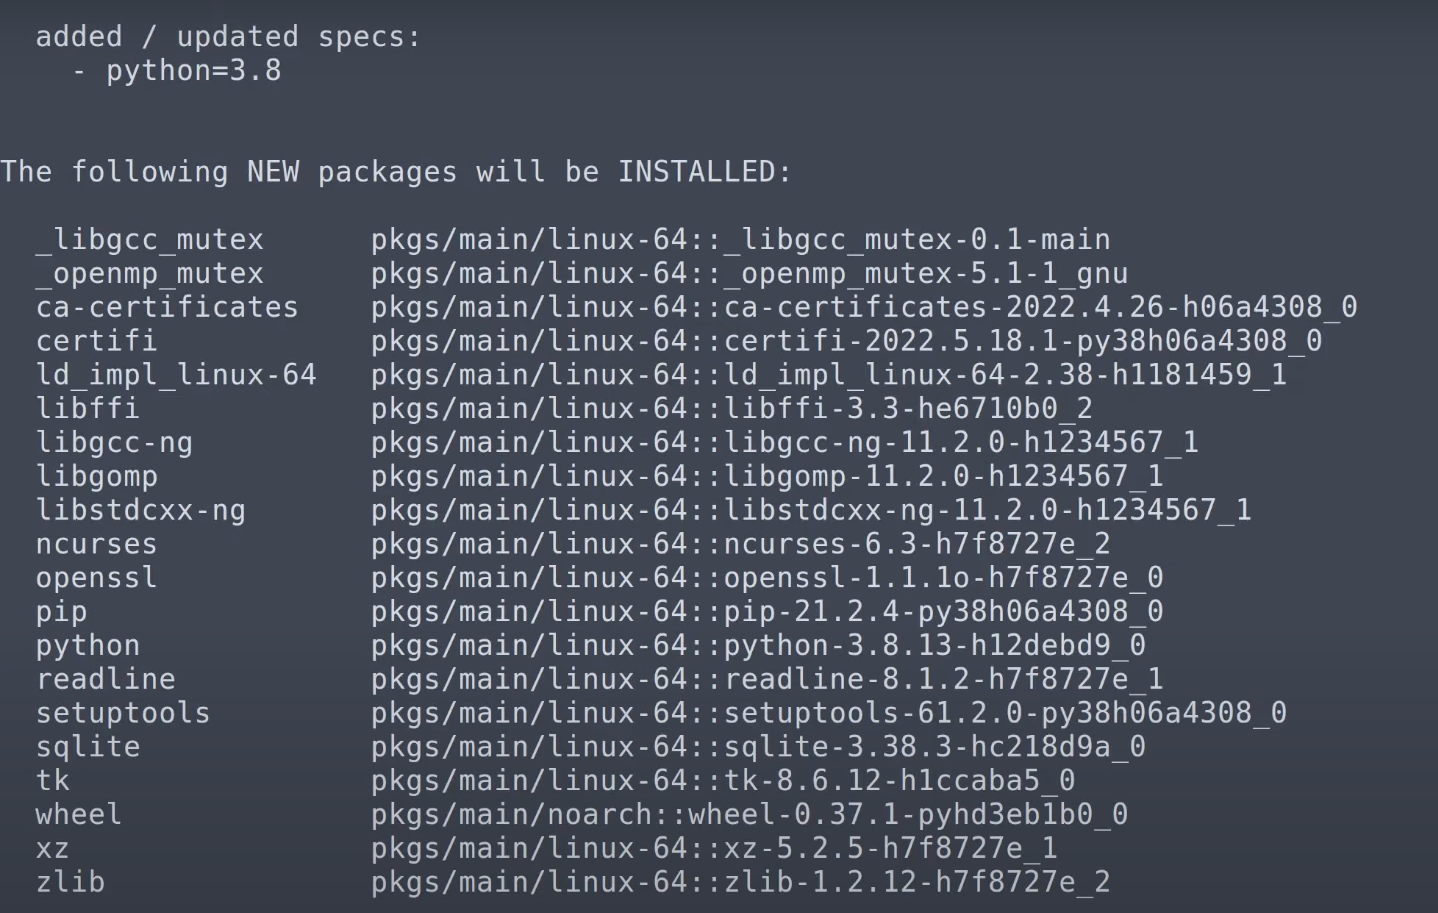 added / updated specs:
- python=3.8
The following NEW packages will be INSTALLED:
_libgcc_mutex pkgs/main/linux-64::_libgcc_mutex-0.1-main
_openmp_mutex pkgs/main/linux-64::_openmp_mutex-5.1-1_gnu
ca-certificates pkgs/main/linux-64::ca-certificates-2022.4.26-h06a4308_0
certifi pkgs/main/linux-64::certifi-2022.5.18.1-py38h06a4308_0
ld_impl_linux-64 pkgs/main/linux-64::ld_impl_linux-64-2.38-h1181459_1
libffi pkgs/main/linux-64::libffi-3.3-he6710b0_2
libgcc-ng pkgs/main/linux-64::libgcc-ng-11.2.0-h1234567_1
libgomp pkgs/main/linux-64::libgomp-11.2.0-h1234567_1
libstdcxx-ng pkgs/main/linux-64::libstdcxx-ng-11.2.0-h1234567_1
ncurses pkgs/main/linux-64::ncurses-6.3-h7f8727e_2
openssl pkgs/main/linux-64::openssl-1.1.1o-h7f8727e_0
pip pkgs/main/linux-64::pip-21.2.4-py38h06a4308_0
python pkgs/main/linux-64::python-3.8.13-h12debd9_0
readline pkgs/main/linux-64::readline-8.1.2-h7f8727e_1
setuptools pkgs/main/linux-64::setuptools-61.2.0-py38h06a4308_0
sqlite pkgs/main/linux-64::sqlite-3.38.3-hc218d9a_0
tk pkgs/main/linux-64::tk-8.6.12-h1ccaba5_0
wheel pkgs/main/noarch::wheel-0.37.1-pyhd3eb1b0_0
xz pkgs/main/linux-64::xz-5.2.5-h7f8727e_1
zlib pkgs/main/linux-64::zlib-1.2.12-h7f8727e_2